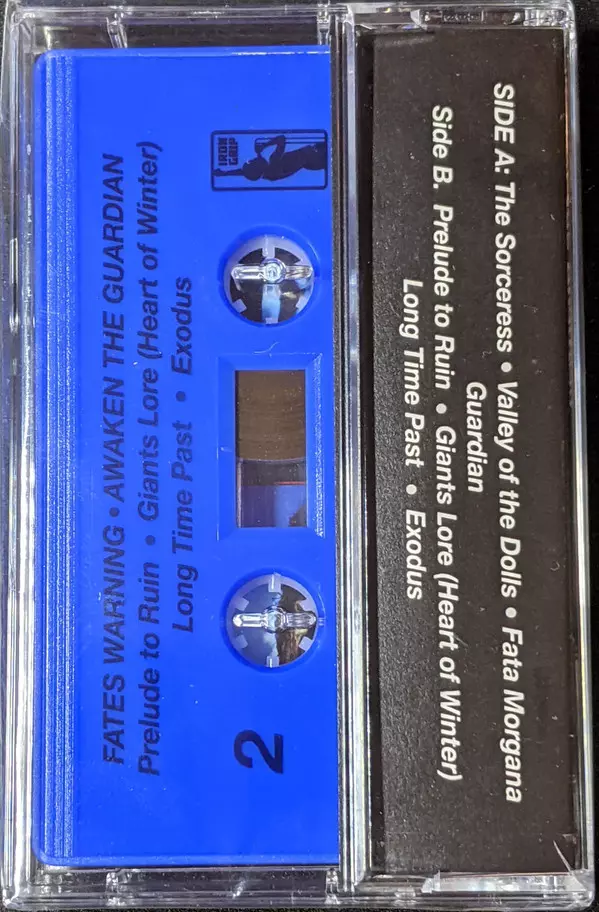 FATES WARNING • AWAKEN THE GUARDIAN
Prelude to Ruin • Giants Lore (Heart of Winter)
Long Time Past • Exodus
IRON
GRIP
2
SIDE A: The Sorceress • Valley of the Dolls • Fata Morgana
Guardian
Side B. Prelude to Ruin • Giants Lore (Heart of Winter)
Long Time Past • Exodus